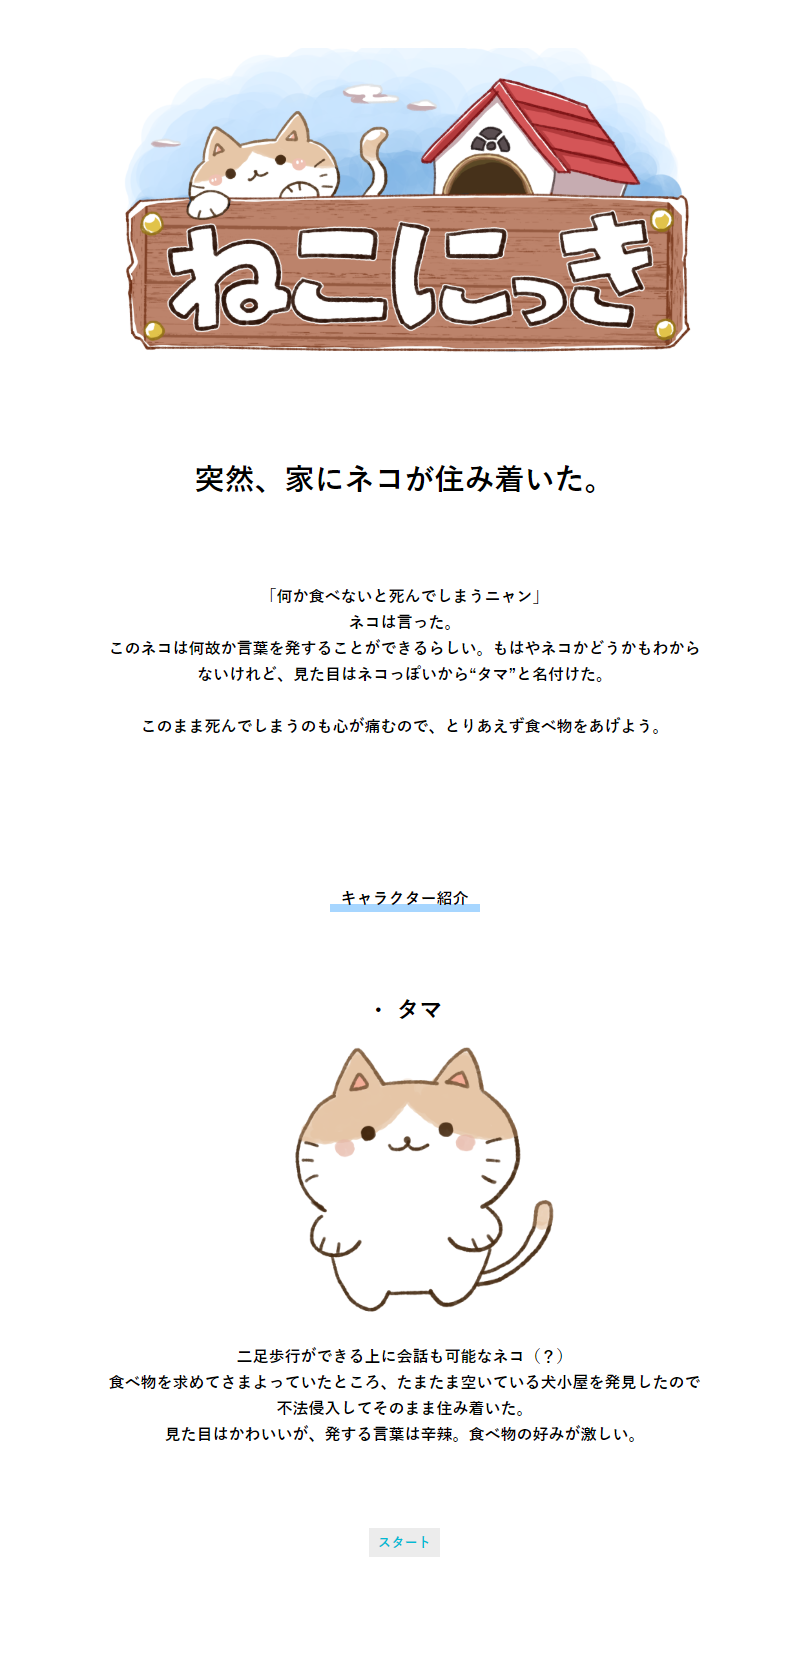 ねこにっき
突然、家にネコが住み着いた。
「何か食べないと死んでしまうニャン」
ネコは言った。
このネコは何故か言葉を発することができるらしい。もはやネコかどうかもわから
ないけれど、見た目はネコっぽいから“タマ”と名付けた。
このまま死んでしまうのも心が痛むので、とりあえず食べ物をあげよう。
キャラクター紹介
・ タマ
二足歩行ができる上に会話も可能なネコ（？）
食べ物を求めてさまよっていたところ、たまたま空いている犬小屋を発見したので
不法侵入してそのまま住み着いた。
見た目はかわいいが、発する言葉は辛辣。食べ物の好みが激しい。
スタート